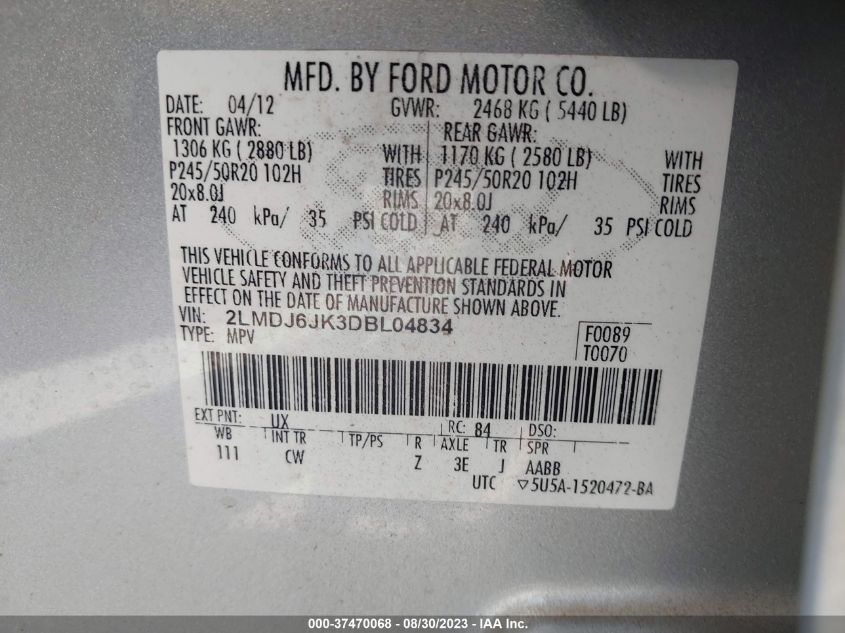 MFD. BY FORD MOTOR CO.
DATE: 04/12 GVWR: 2468 KG ( 5440 LB)
FRONT GAWR: REAR GAWR:
1306 KG ( 2880 LB) WITH 1170 KG ( 2580 LB) WITH
P245/50R20 102H TIRES P245/50R20 102H TIRES
20x8.0J RIMS 20x8.0J RIMS
AT 240 kPa/ 35 PSI COLD AT 240 kPa/ 35 PSI COLD
THIS VEHICLE CONFORMS TO ALL APPLICABLE FEDERAL MOTOR
VEHICLE SAFETY AND THEFT PREVENTION STANDARDS IN
EFFECT ON THE DATE OF MANUFACTURE SHOWN ABOVE.
VIN: 2LMDJ6JK3DBL04834
TYPE: MPV
F0089
T0070
EXT PNT: UX RC: 84 DSO:
WB INT TR TP/PS R AXLE TR SPR
111 CW Z 3E J AABB
UTC ▽5U5A-1520472-BA
000-37470068 - 08/30/2023 - IAA Inc.